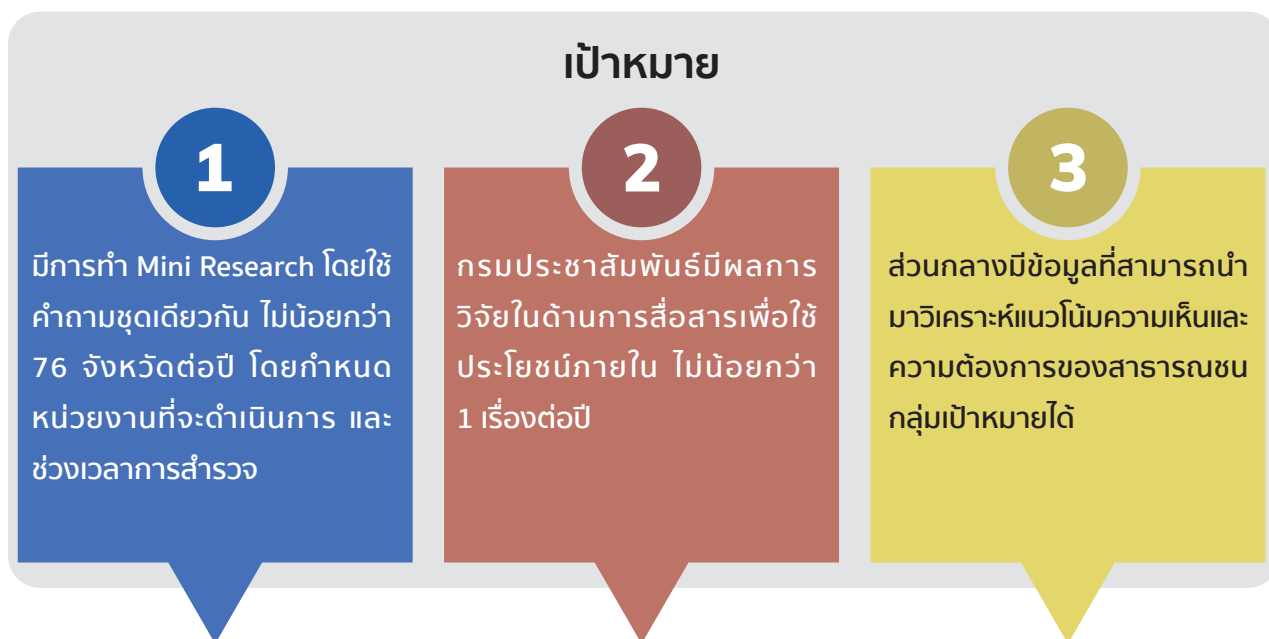 เป้าหมาย
1
มีการทำ Mini Research โดยใช้
คำถามชุดเดียวกัน ไม่น้อยกว่า
76 จังหวัดต่อปี โดยกำหนด
หน่วยงานที่จะดำเนินการ และ
ช่วงเวลาการสำรวจ
2
กรมประชาสัมพันธ์มีผลการ
วิจัยในด้านการสื่อสารเพื่อใช้
ประโยชน์ภายใน ไม่น้อยกว่า
1 เรื่องต่อปี
3
ส่วนกลางมีข้อมูลที่สามารถนำ
มาวิเคราะห์แนวโน้มความเห็นและ
ความต้องการของสาธารณชน
กลุ่มเป้าหมายได้